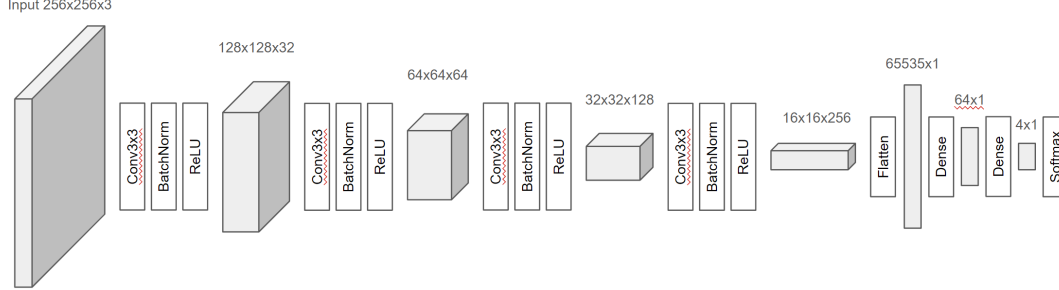 Input 256x256x3
Conv3x3
BatchNorm
ReLU
128x128x32
Conv3x3
BatchNorm
ReLU
64x64x64
Conv3x3
BatchNorm
ReLU
32x32x128
Conv3x3
BatchNorm
ReLU
16x16x256
Flatten
65535x1
Dense
64x1
Dense
4x1
Softmax